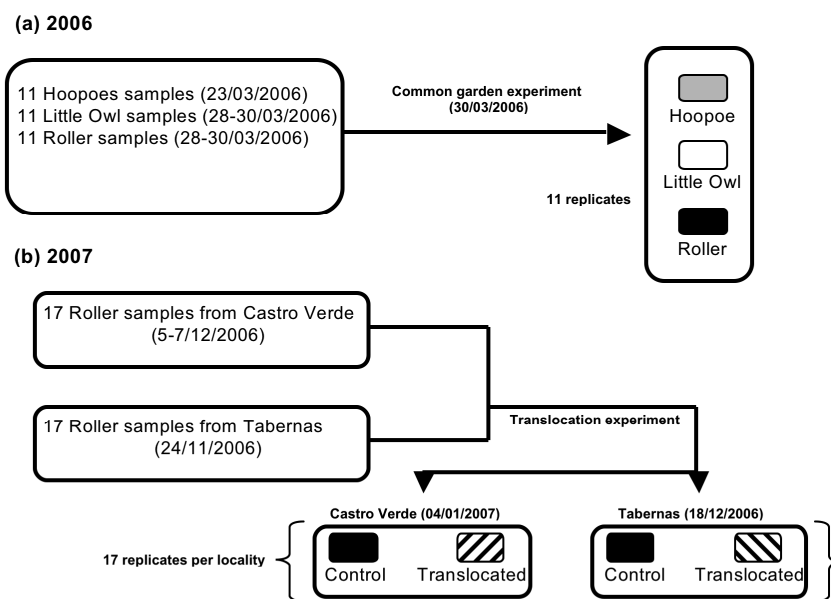 (a) 2006
11 Hoopoes samples (23/03/2006)
11 Little Owl samples (28-30/03/2006)
11 Roller samples (28-30/03/2006)
Common garden experiment
(30/03/2006)
11 replicates
Hoopoe
Little Owl
Roller
(b) 2007
17 Roller samples from Castro Verde
(5-7/12/2006)
17 Roller samples from Tabernas
(24/11/2006)
Translocation experiment
Castro Verde (04/01/2007)
Tabernas (18/12/2006)
17 replicates per locality
Control
Translocated
Control
Translocated